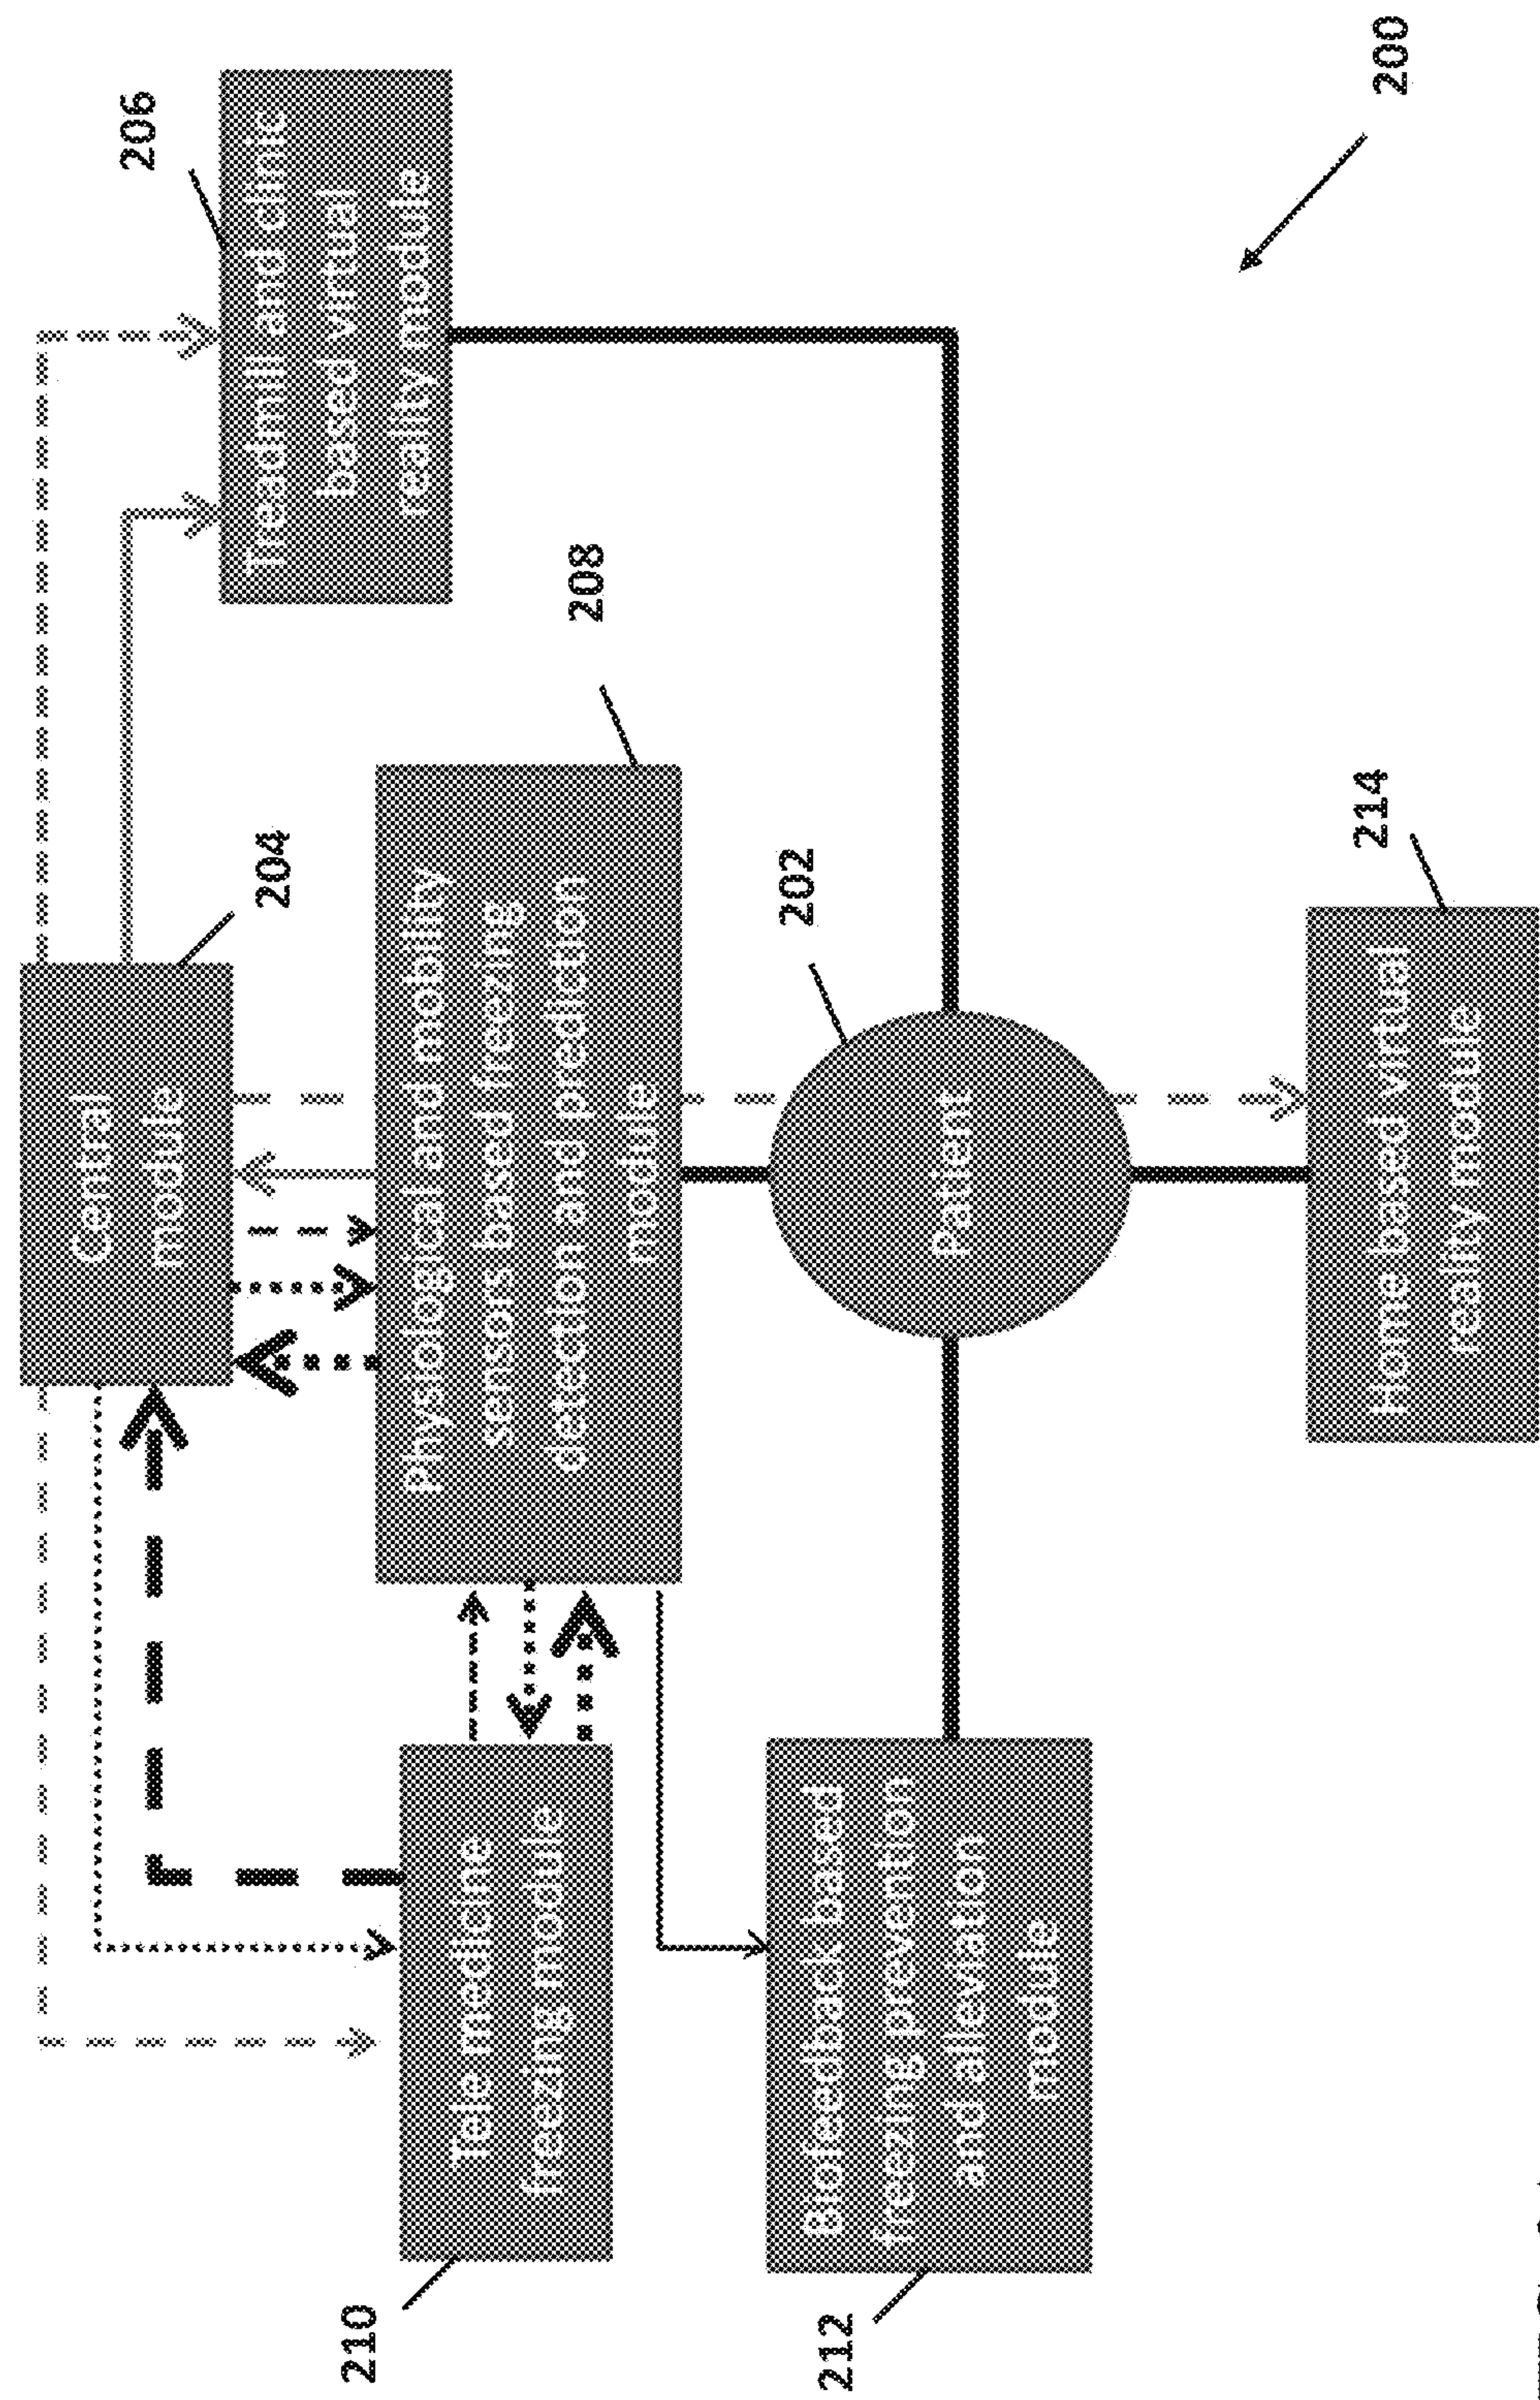 204
Central
module
206
Treadmill and clinic
based virtual
reality module
210
Tele medicine
freezing module
208
Physiological and mobility
sensors based freezing
detection and prediction
module
212
Biofeedback based
freezing prevention
and alleviation
module
202
Patient
214
Home based virtual
reality module
200